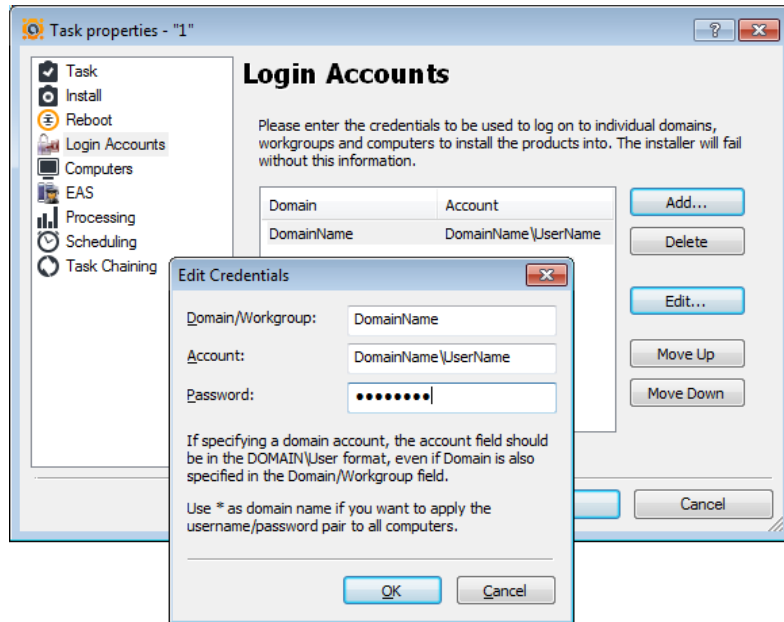 Task properties - "1"
Task
Install
Reboot
Login Accounts
Computers
EAS
Processing
Scheduling
Task Chaining
Login Accounts
Please enter the credentials to be used to log on to individual domains,
workgroups and computers to install the products into. The installer will fail
without this information.
Domain Account
DomainName DomainName\UserName
Add...
Delete
Edit...
Move Up
Move Down
Cancel
Edit Credentials
Domain/Workgroup: DomainName
Account: DomainName\UserName
Password: ••••••••
If specifying a domain account, the account field should
be in the DOMAIN\User format, even if Domain is also
specified in the Domain/Workgroup field.
Use * as domain name if you want to apply the
username/password pair to all computers.
OK Cancel